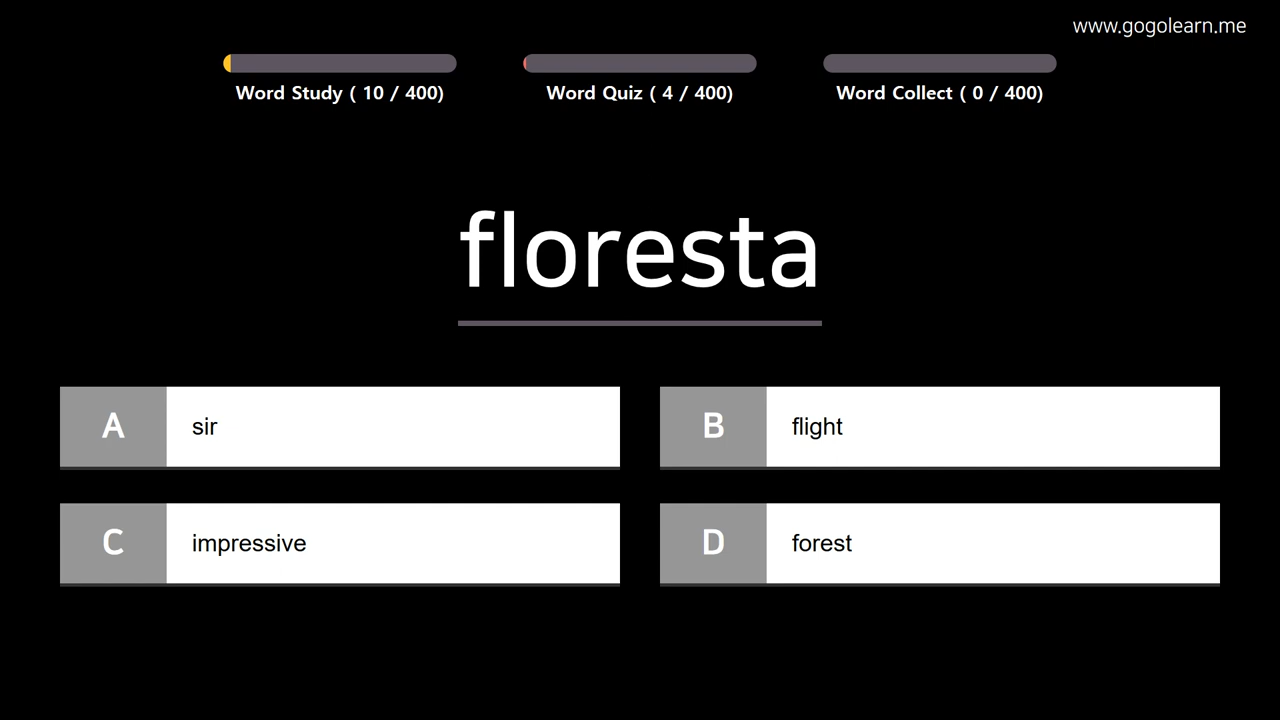 www.gogolearn.me
Word Study ( 10 / 400)
Word Quiz ( 4 / 400)
Word Collect ( 0 / 400)
floresta
A sir
B flight
C impressive
D forest